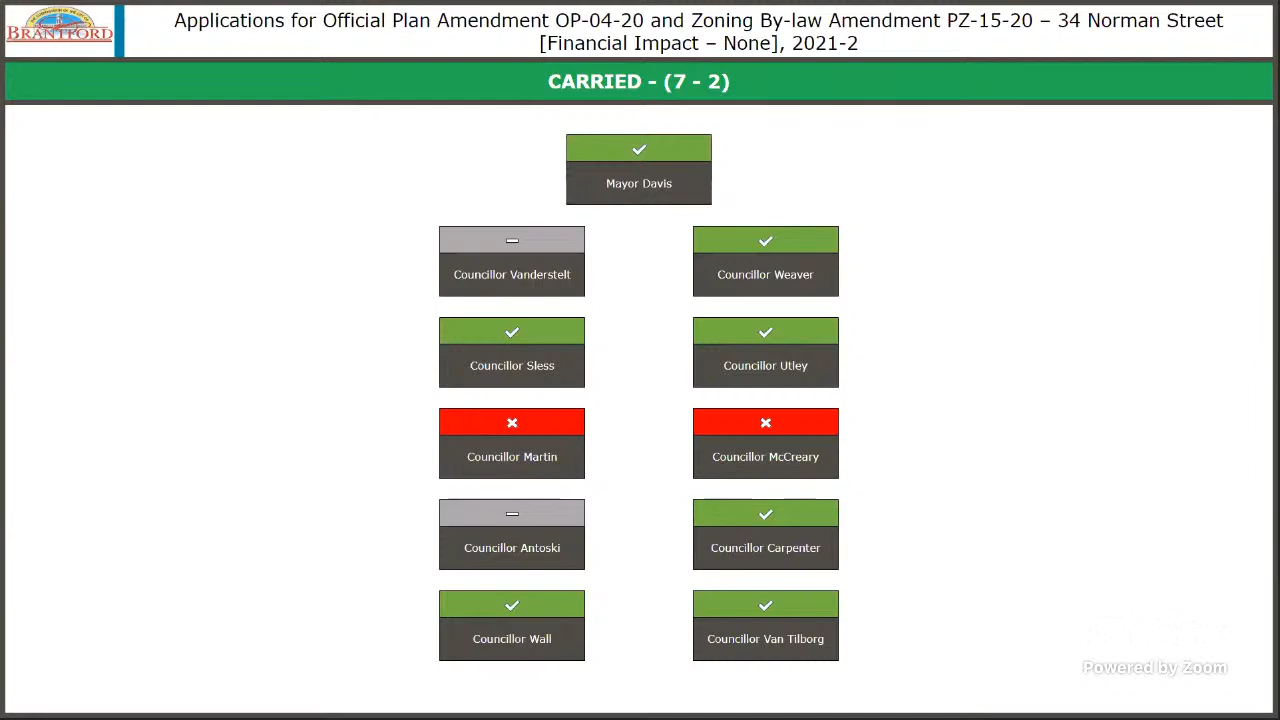 BRANTFORD
Applications for Official Plan Amendment OP-04-20 and Zoning By-law Amendment PZ-15-20 – 34 Norman Street
[Financial Impact – None], 2021-2
CARRIED - (7 - 2)
Mayor Davis
Councillor Vanderstelt
Councillor Weaver
Councillor Sless
Councillor Utley
Councillor Martin
Councillor McCreary
Councillor Antoski
Councillor Carpenter
Councillor Wall
Councillor Van Tilborg
Powered by Zoom